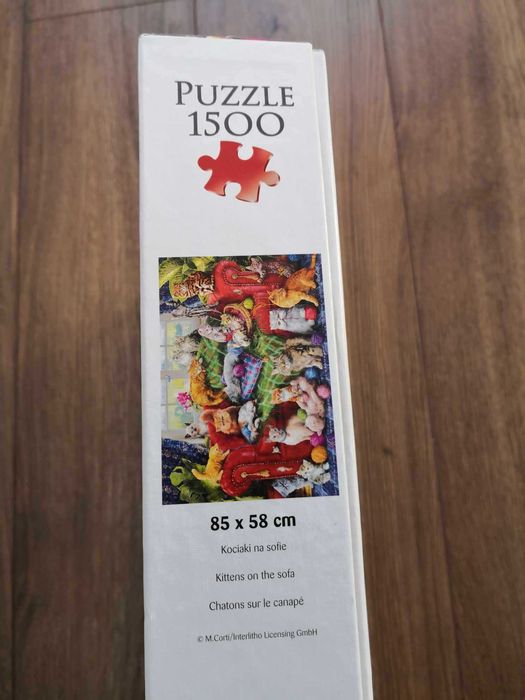 PUZZLE
1500
85 x 58 cm
Kociaki na sofie
Kittens on the sofa
Chatons sur le canapé
© M.Corti/Interlitho Licensing GmbH